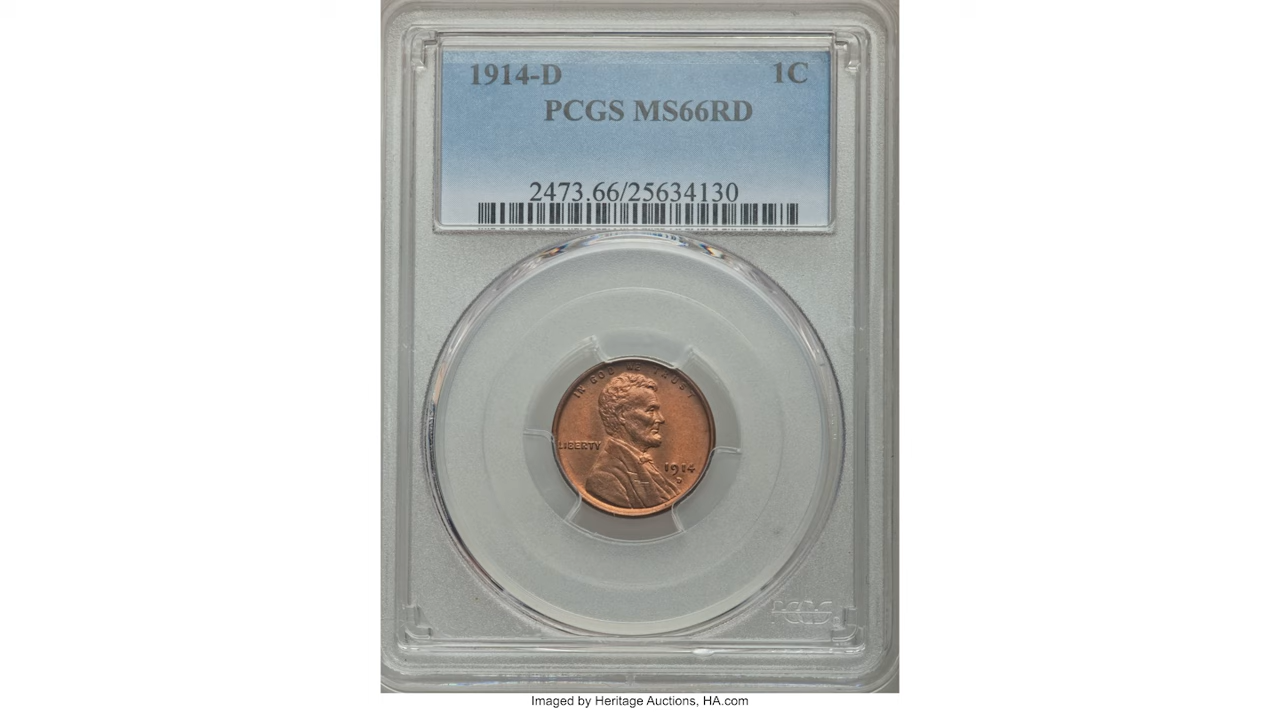 1914-D 1C
PCGS MS66RD
2473.66/25634130
IN GOD WE TRUST
LIBERTY
1914
D
PCGS
Imaged by Heritage Auctions, HA.com